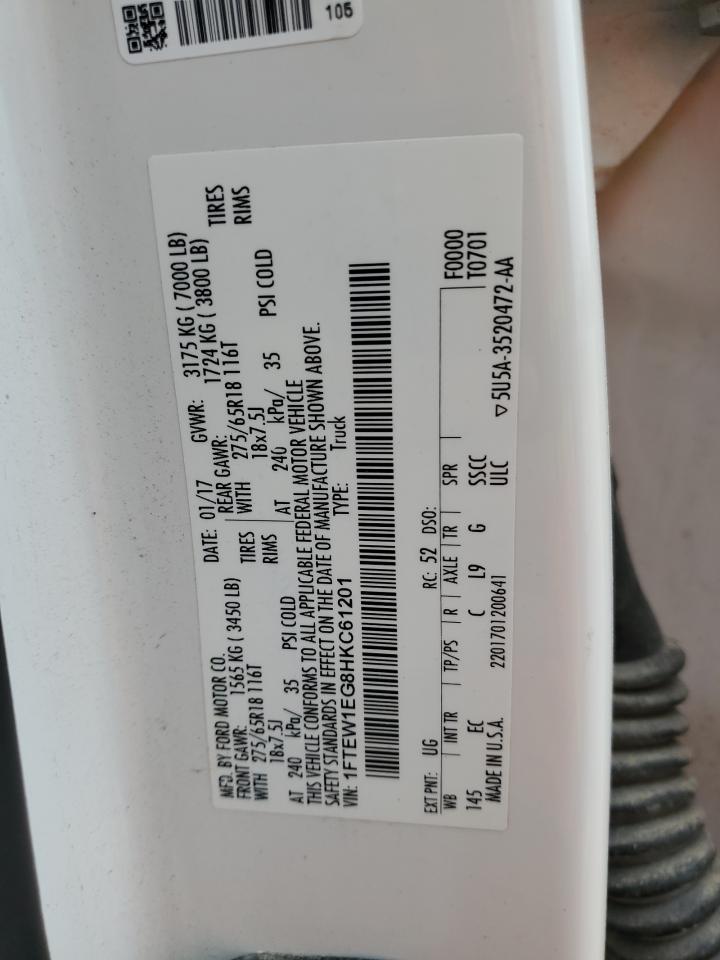 105
MFD. BY FORD MOTOR CO. DATE: 01/17 GVWR: 3175 KG ( 7000 LB)
FRONT GAWR: 1565 KG ( 3450 LB) REAR GAWR: 1724 KG ( 3800 LB)
WITH 275/65R18 116T TIRES WITH 275/65R18 116T TIRES
18x7.5J RIMS 18x7.5J RIMS
AT 240 kPa/ 35 PSI COLD AT 240 kPa/ 35 PSI COLD
THIS VEHICLE CONFORMS TO ALL APPLICABLE FEDERAL MOTOR VEHICLE
SAFETY STANDARDS IN EFFECT ON THE DATE OF MANUFACTURE SHOWN ABOVE.
VIN: 1FTEW1EG8HKC61201 TYPE: Truck
EXT PNT: UG RC: 52 DSO:
WB INT TR TP/PS R AXLE TR SPR F0000
145 EC C L9 G SSCC T0701
MADE IN U.S.A. 2201701200641 ULC ▽5U5A-3520472-AA